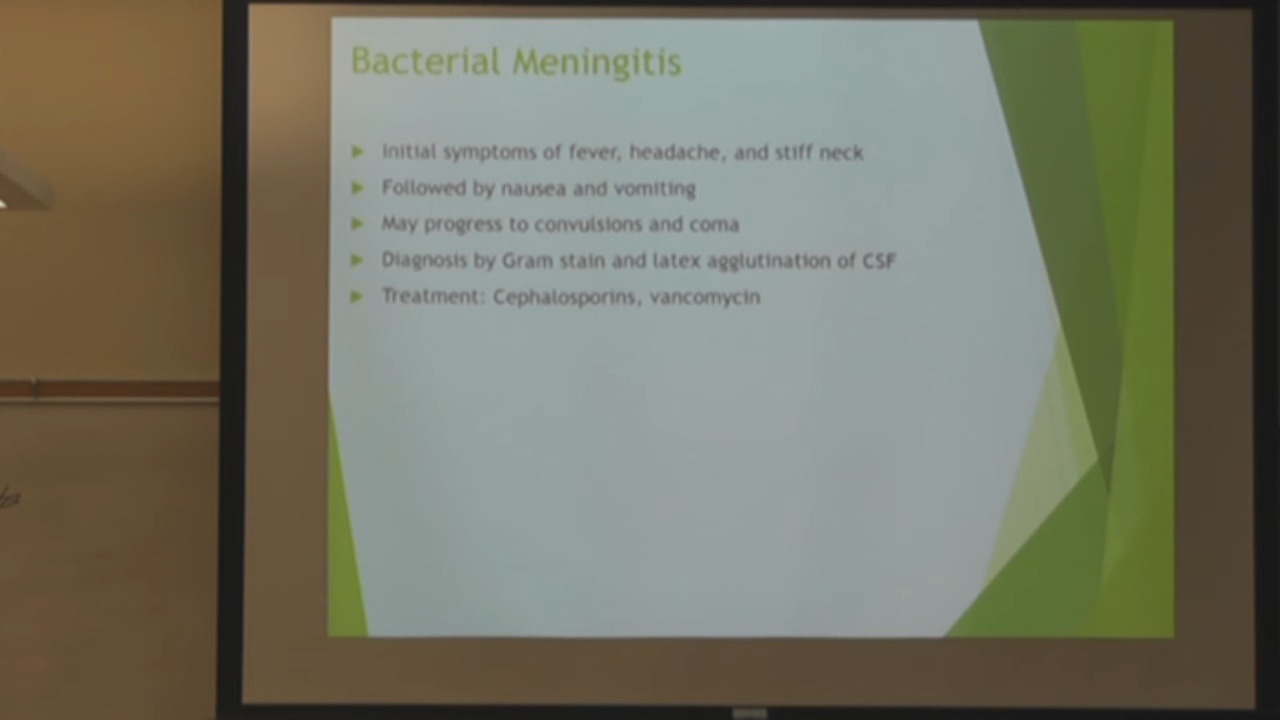 Bacterial Meningitis
Initial symptoms of fever, headache, and stiff neck
Followed by nausea and vomiting
May progress to convulsions and coma
Diagnosis by Gram stain and latex agglutination of CSF
Treatment: Cephalosporins, vancomycin